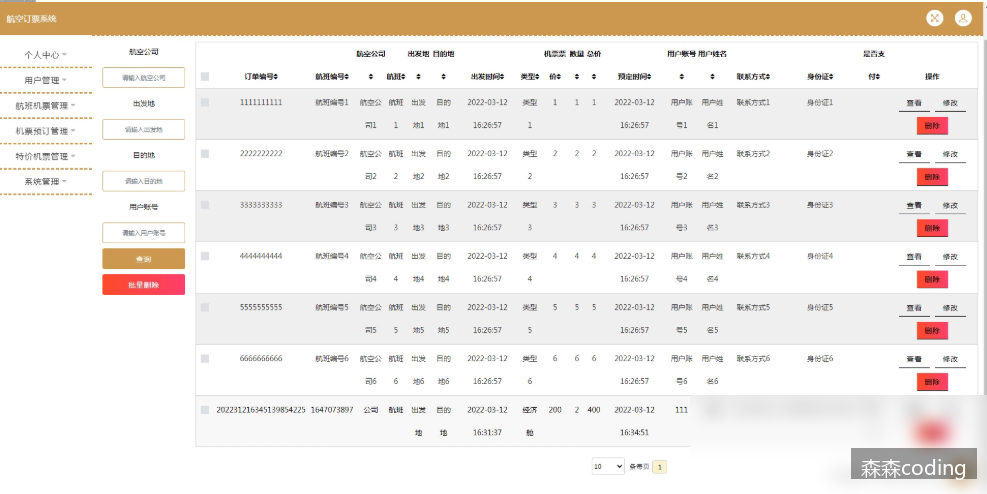 航空订票系统
个人中心
用户管理
航班机票管理
机票预订管理
特价机票管理
系统管理
航空公司
请输入航空公司
出发地
请输入出发地
目的地
请输入目的地
用户账号
请输入用户账号
查询
批量删除
订单编号 航班编号 航空公司 航班 出发地 目的地 出发时间 类型 机票票价 数量 总价 预定时间 用户账号 用户姓名 联系方式 身份证 是否支付 操作
1111111111 航班编号1 航空公司1 航班1 出发地1 目的地1 2022-03-12 16:26:57 类型1 1 1 1 2022-03-12 16:26:57 用户账号1 用户姓名1 联系方式1 身份证1 查看 修改 删除
2222222222 航班编号2 航空公司2 航班2 出发地2 目的地2 2022-03-12 16:26:57 类型2 2 2 2 2022-03-12 16:26:57 用户账号2 用户姓名2 联系方式2 身份证2 查看 修改 删除
3333333333 航班编号3 航空公司3 航班3 出发地3 目的地3 2022-03-12 16:26:57 类型3 3 3 3 2022-03-12 16:26:57 用户账号3 用户姓名3 联系方式3 身份证3 查看 修改 删除
4444444444 航班编号4 航空公司4 航班4 出发地4 目的地4 2022-03-12 16:26:57 类型4 4 4 4 2022-03-12 16:26:57 用户账号4 用户姓名4 联系方式4 身份证4 查看 修改 删除
5555555555 航班编号5 航空公司5 航班5 出发地5 目的地5 2022-03-12 16:26:57 类型5 5 5 5 2022-03-12 16:26:57 用户账号5 用户姓名5 联系方式5 身份证5 查看 修改 删除
6666666666 航班编号6 航空公司6 航班6 出发地6 目的地6 2022-03-12 16:26:57 类型6 6 6 6 2022-03-12 16:26:57 用户账号6 用户姓名6 联系方式6 身份证6 查看 修改 删除
202231216345139854225 1647073897 公司 航班 出发地 目的地 2022-03-12 16:31:37 经济舱 200 2 400 2022-03-12 16:34:51 111
10 条每页 1
森森coding